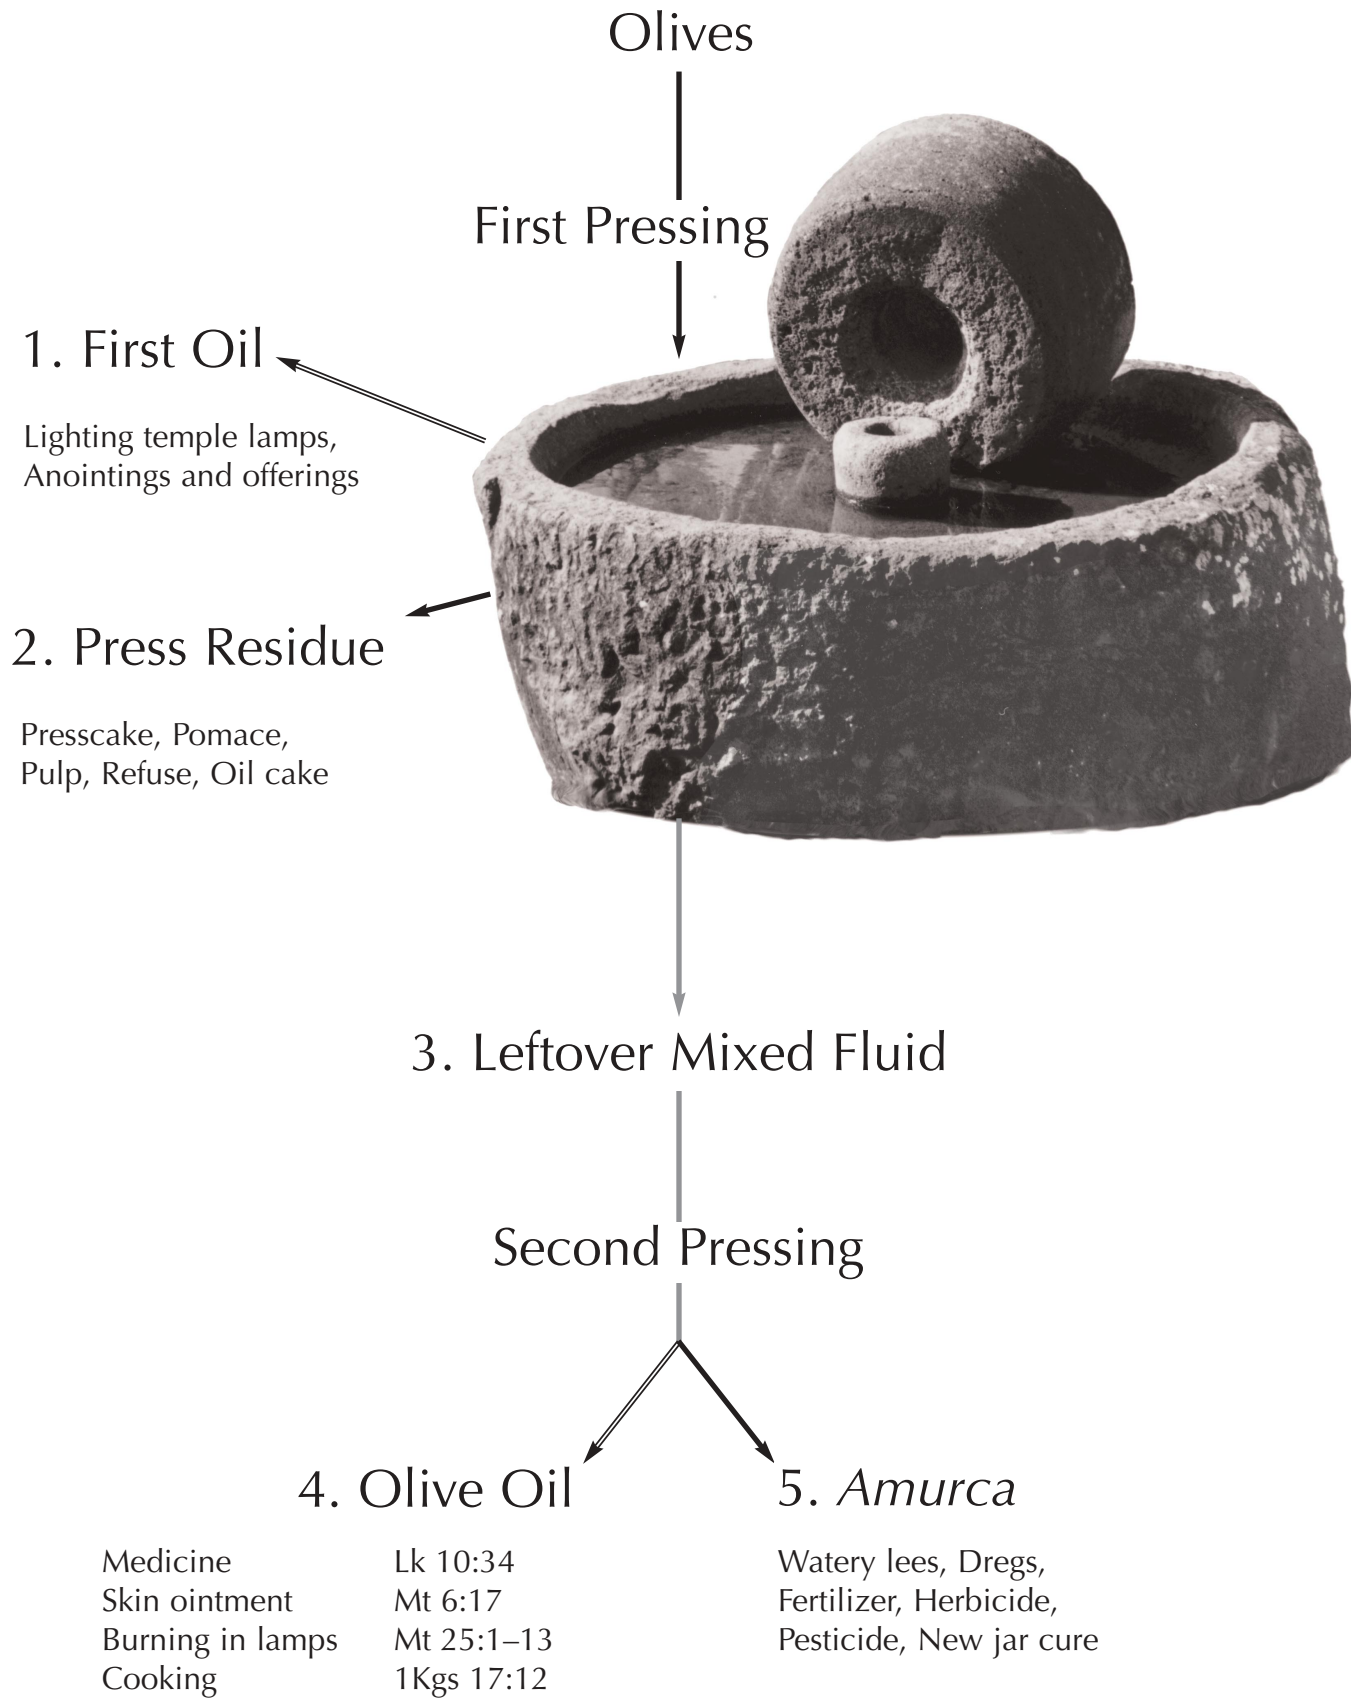 Olives
First Pressing
1. First Oil
Lighting temple lamps,
Anointings and offerings
2. Press Residue
Presscake, Pomace,
Pulp, Refuse, Oil cake
3. Leftover Mixed Fluid
Second Pressing
4. Olive Oil
Medicine Lk 10:34
Skin ointment Mt 6:17
Burning in lamps Mt 25:1–13
Cooking 1Kgs 17:12
5. Amurca
Watery lees, Dregs,
Fertilizer, Herbicide,
Pesticide, New jar cure